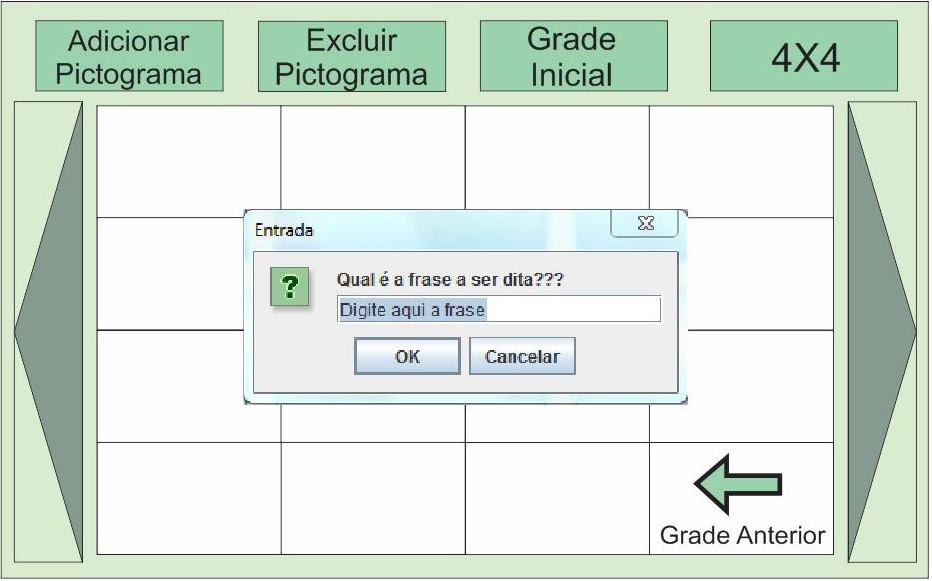 Adicionar
Pictograma
Excluir
Pictograma
Grade
Inicial
4X4
Entrada
?
Qual é a frase a ser dita???
Digite aqui a frase
OK
Cancelar
Grade Anterior